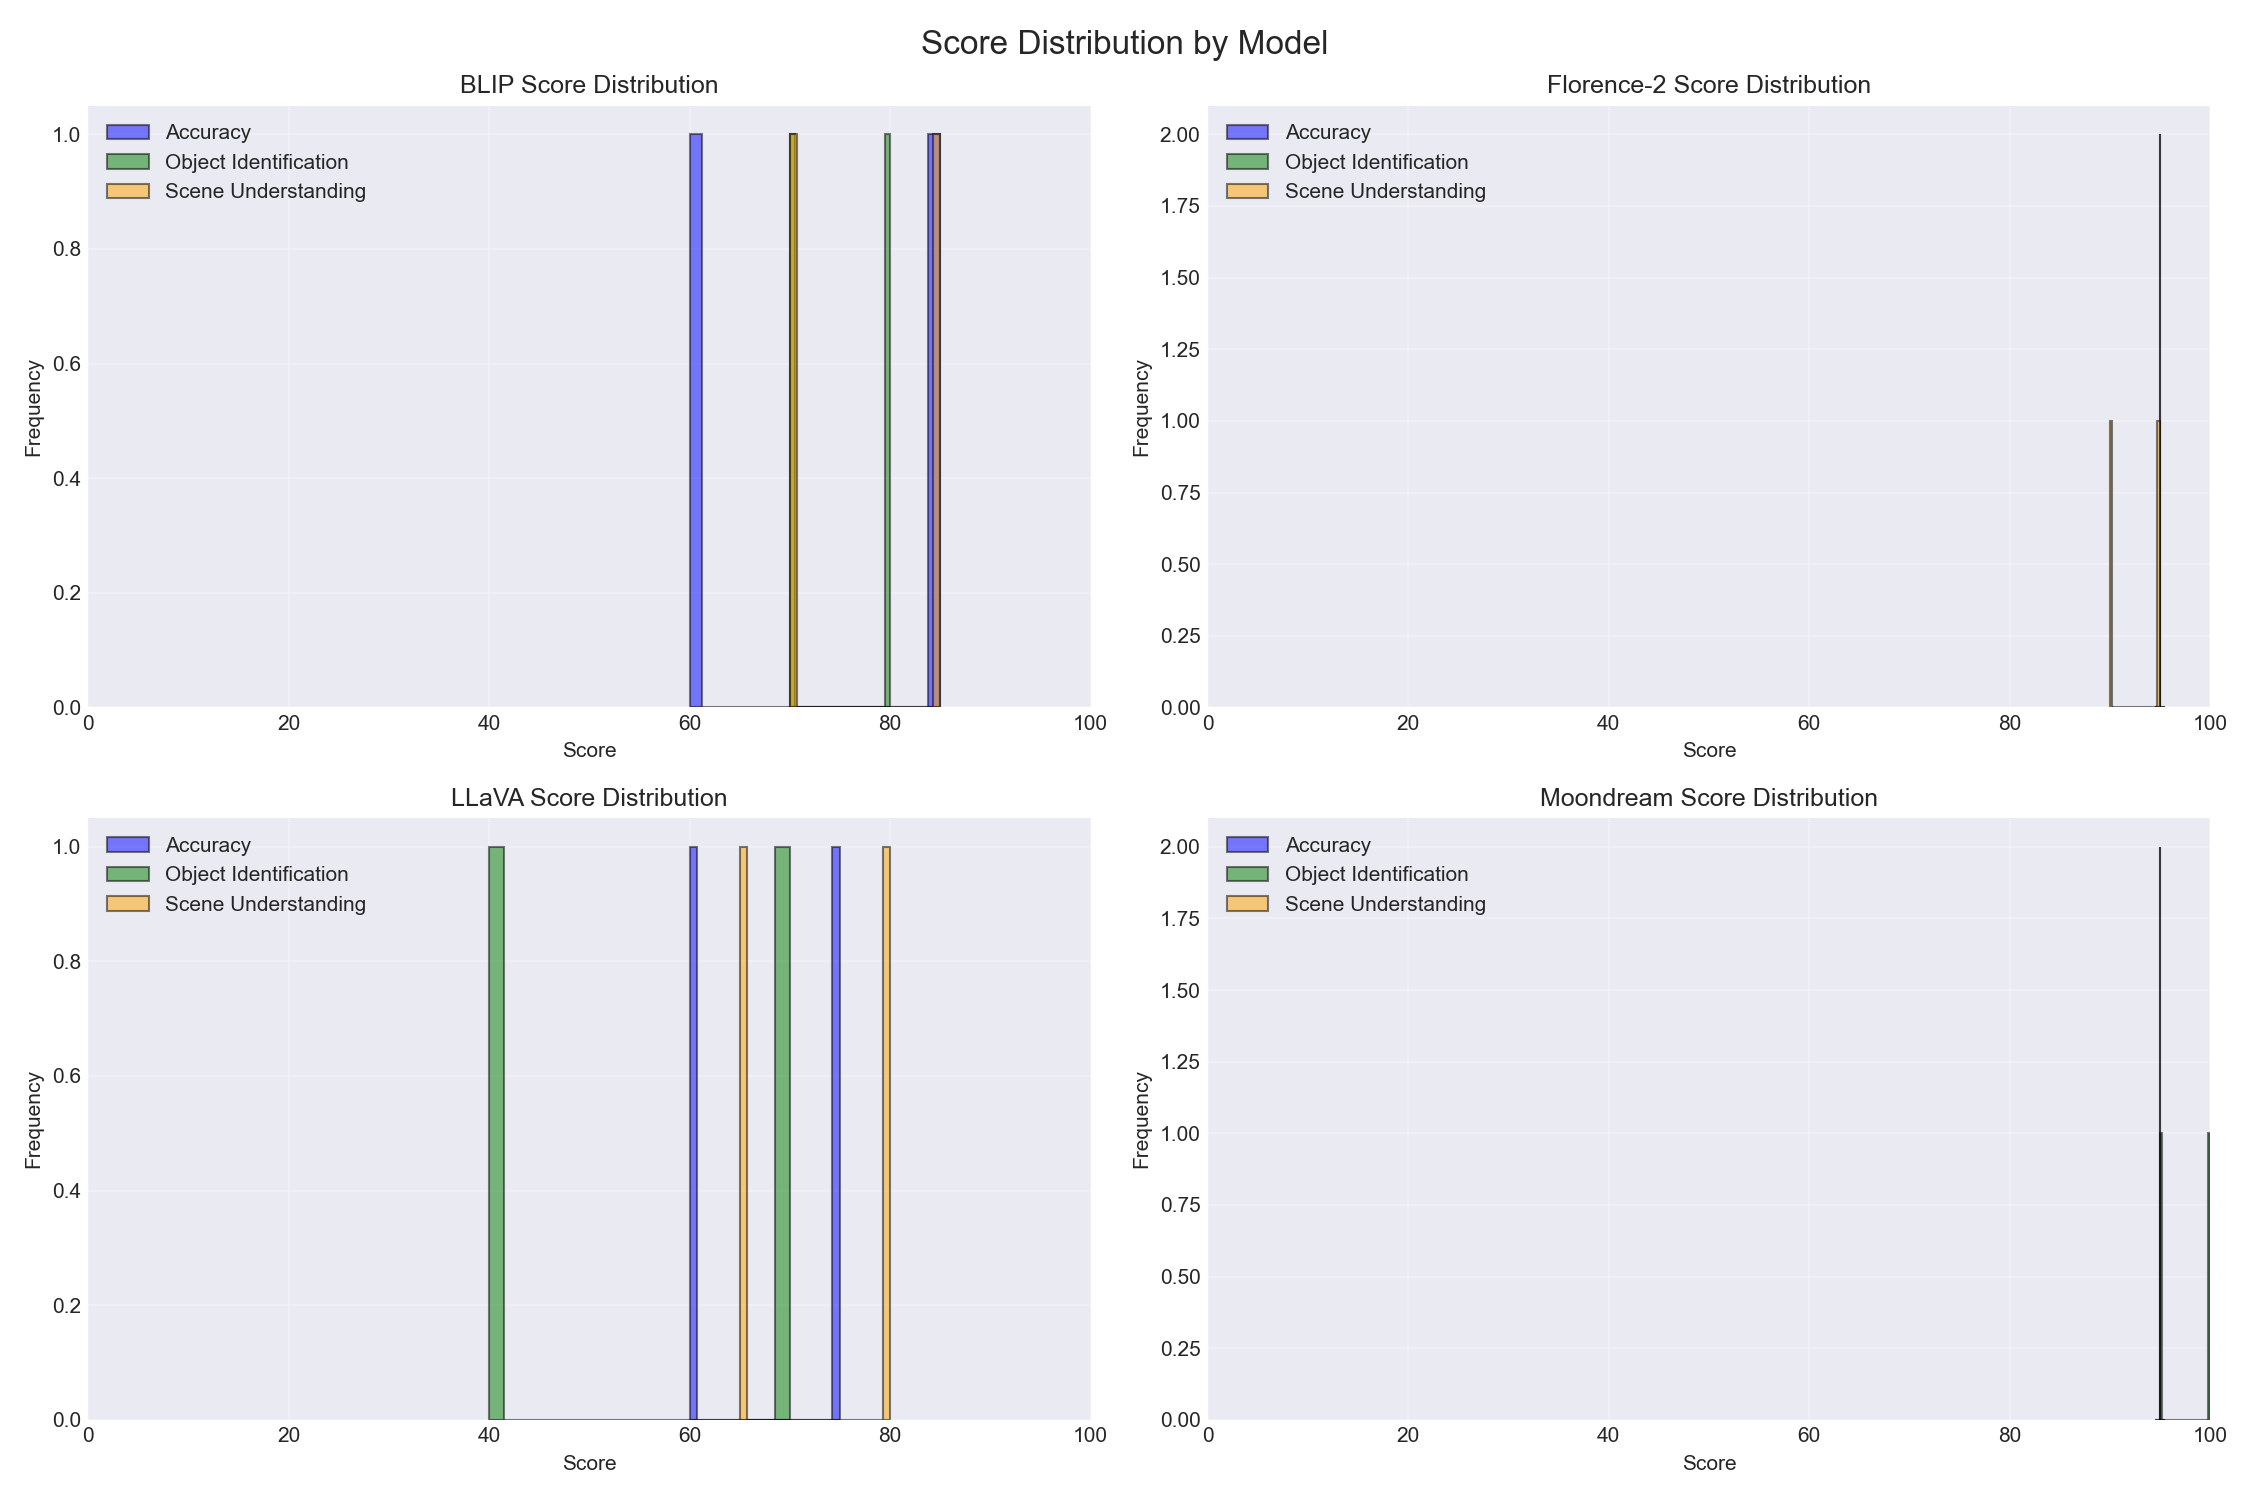 Score Distribution by Model
BLIP Score Distribution
Accuracy
Object Identification
Scene Understanding
Frequency
1.0
0.8
0.6
0.4
0.2
0.0
0 20 40 60 80 100
Score
Florence-2 Score Distribution
Accuracy
Object Identification
Scene Understanding
Frequency
2.00
1.75
1.50
1.25
1.00
0.75
0.50
0.25
0.00
0 20 40 60 80 100
Score
LLaVA Score Distribution
Accuracy
Object Identification
Scene Understanding
Frequency
1.0
0.8
0.6
0.4
0.2
0.0
0 20 40 60 80 100
Score
Moondream Score Distribution
Accuracy
Object Identification
Scene Understanding
Frequency
2.00
1.75
1.50
1.25
1.00
0.75
0.50
0.25
0.00
0 20 40 60 80 100
Score